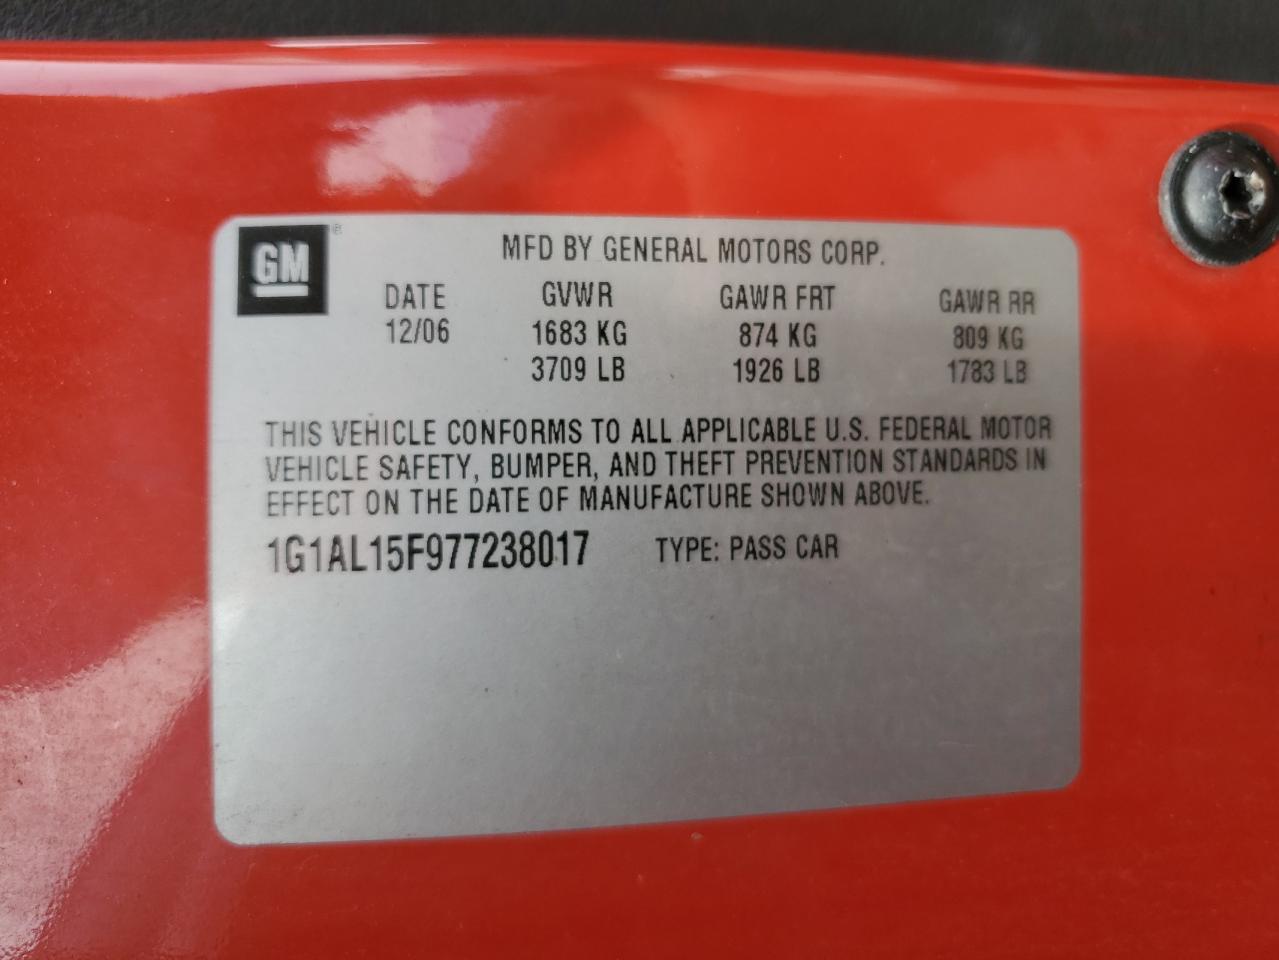 GM®
MFD BY GENERAL MOTORS CORP.
DATE GVWR GAWR FRT GAWR RR
12/06 1683 KG 874 KG 809 KG
3709 LB 1926 LB 1783 LB
THIS VEHICLE CONFORMS TO ALL APPLICABLE U.S. FEDERAL MOTOR
VEHICLE SAFETY, BUMPER, AND THEFT PREVENTION STANDARDS IN
EFFECT ON THE DATE OF MANUFACTURE SHOWN ABOVE.
1G1AL15F977238017 TYPE: PASS CAR